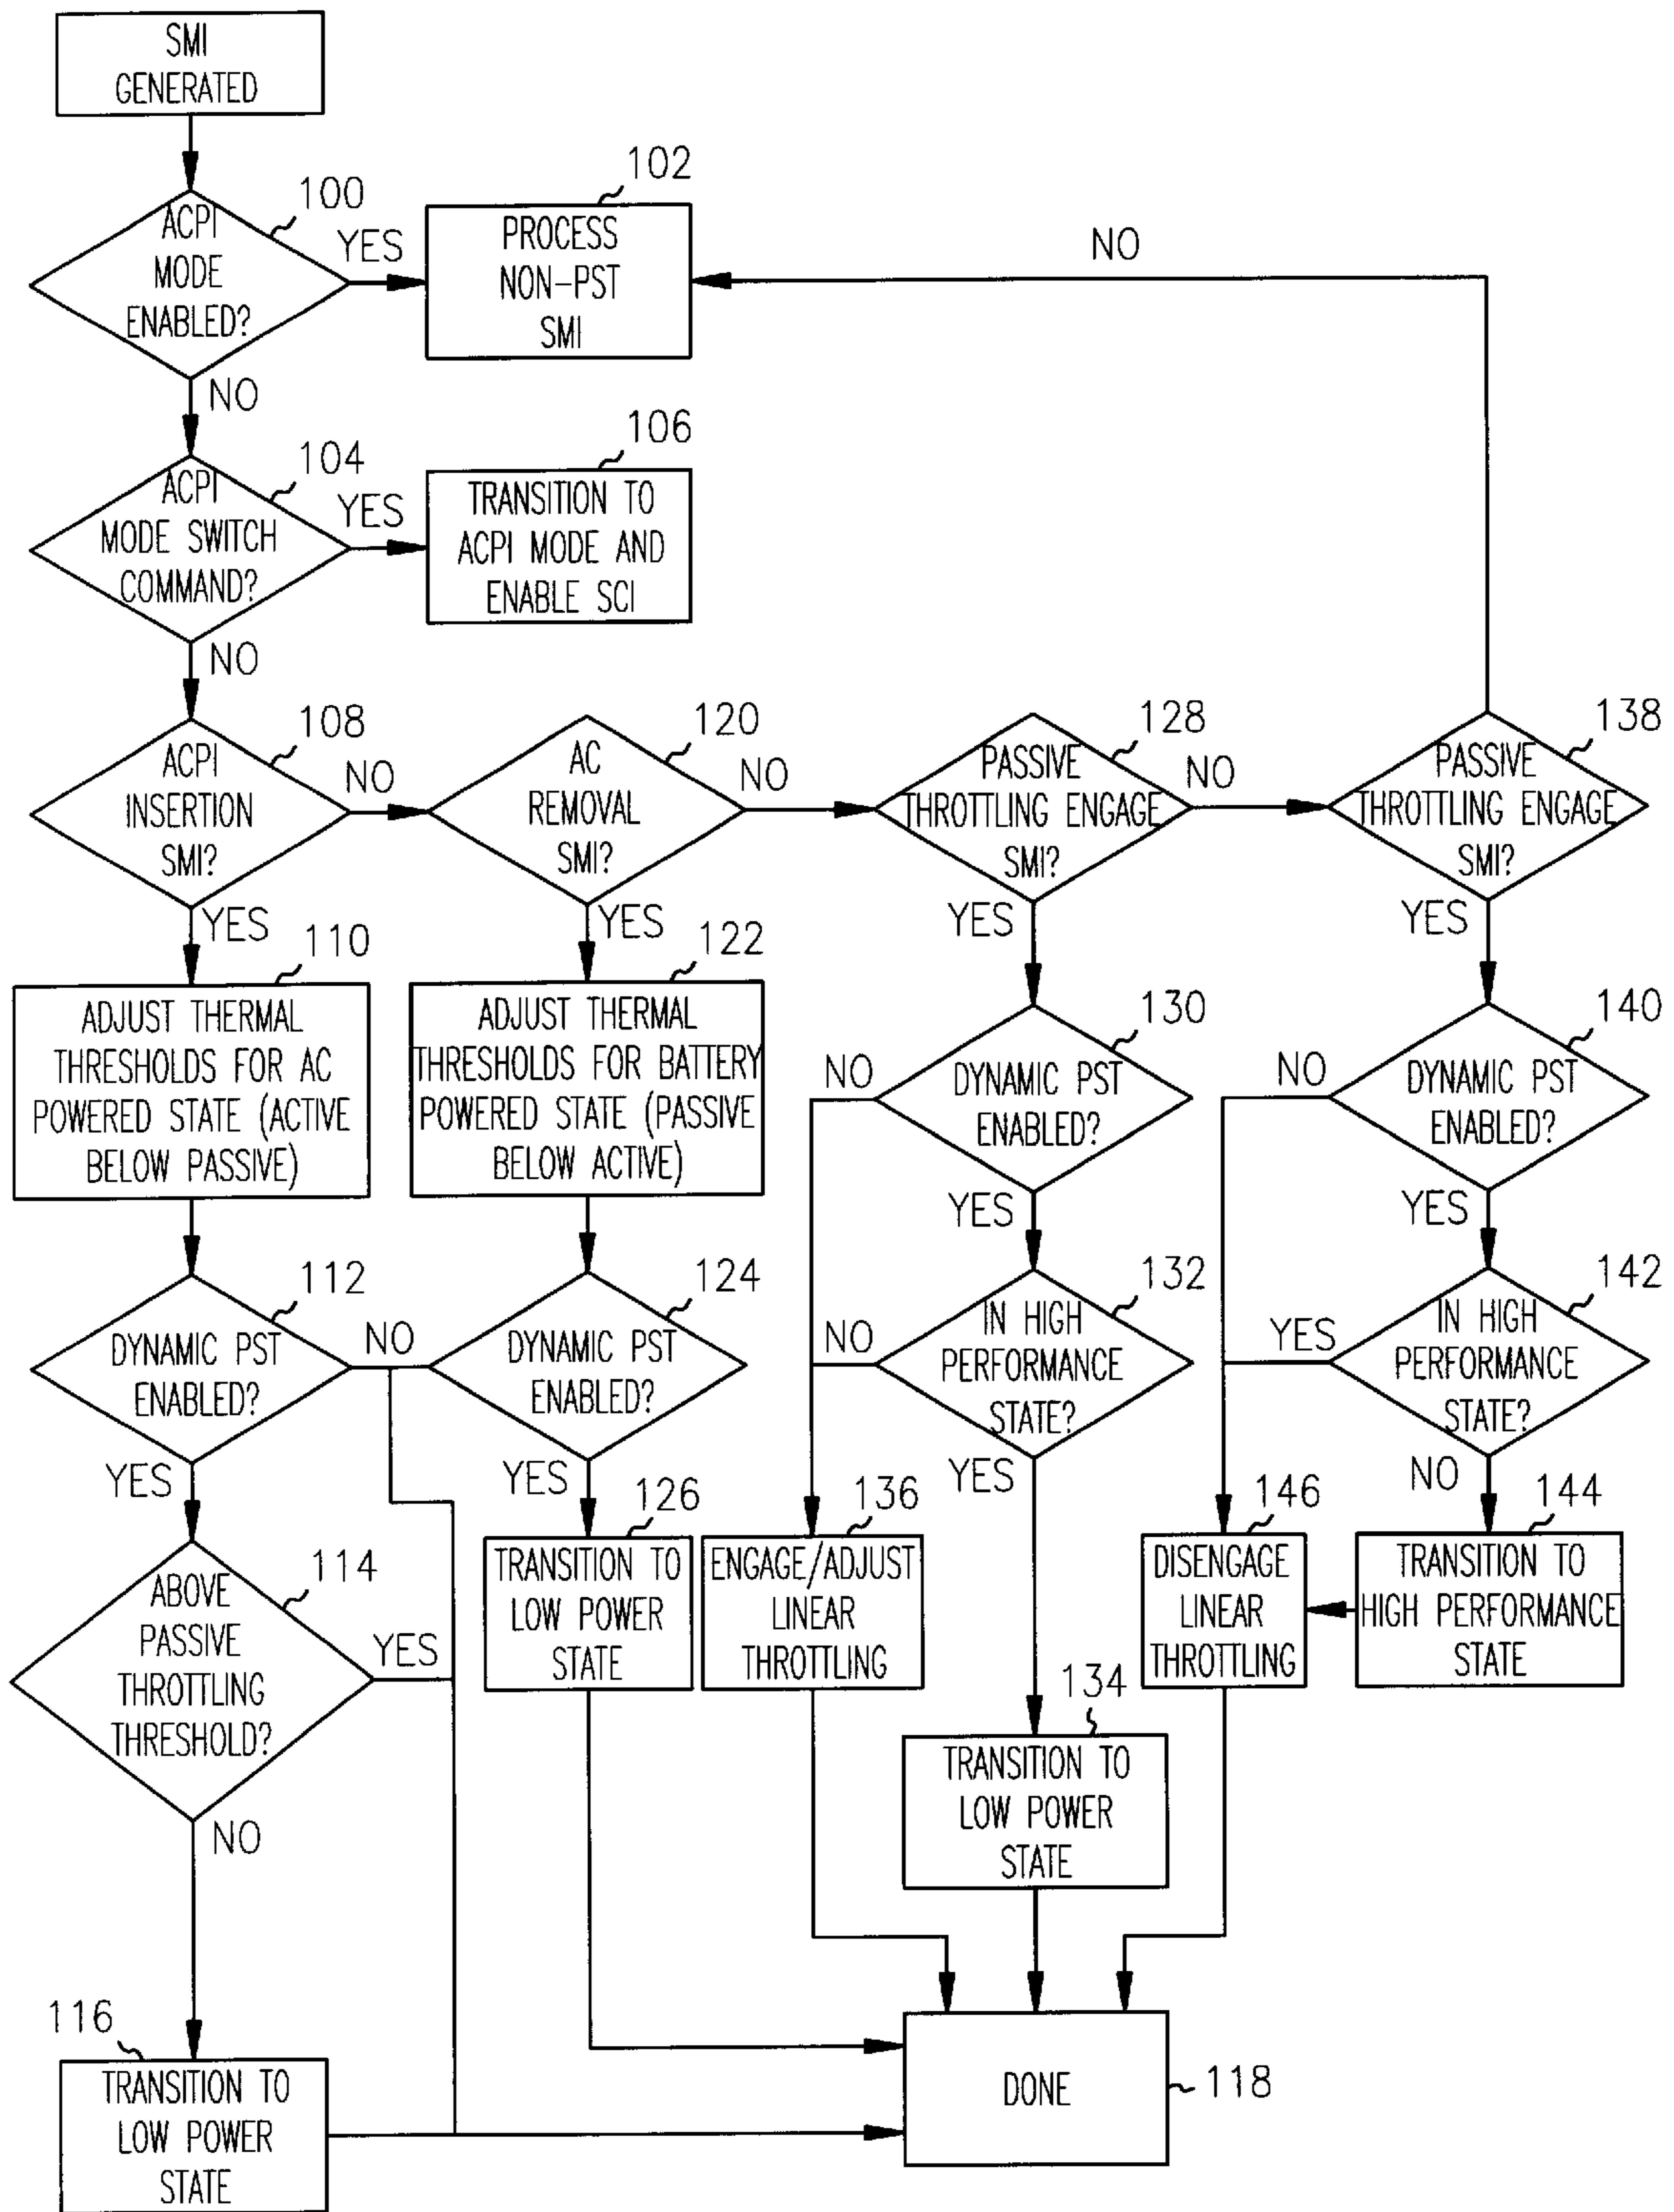 SMI
GENERATED
100
ACPI
MODE
ENABLED?
YES
102
PROCESS
NON-PST
SMI
NO
NO
104
ACPI
MODE SWITCH
COMMAND?
YES
106
TRANSITION TO
ACPI MODE AND
ENABLE SCI
NO
108
ACPI
INSERTION
SMI?
NO
120
AC
REMOVAL
SMI?
NO
128
PASSIVE
THROTTLING ENGAGE
SMI?
NO
138
PASSIVE
THROTTLING ENGAGE
SMI?
YES
YES
YES
YES
110
ADJUST THERMAL
THRESHOLDS FOR AC
POWERED STATE (ACTIVE
BELOW PASSIVE)
122
ADJUST THERMAL
THRESHOLDS FOR BATTERY
POWERED STATE (PASSIVE
BELOW ACTIVE)
130
NO
DYNAMIC PST
ENABLED?
YES
140
NO
DYNAMIC PST
ENABLED?
YES
112
DYNAMIC PST
ENABLED?
NO
YES
124
DYNAMIC PST
ENABLED?
YES
132
NO
IN HIGH
PERFORMANCE
STATE?
YES
142
YES
IN HIGH
PERFORMANCE
STATE?
NO
114
ABOVE
PASSIVE
THROTTLING
THRESHOLD?
YES
NO
126
TRANSITION TO
LOW POWER
STATE
136
ENGAGE/ADJUST
LINEAR
THROTTLING
146
DISENGAGE
LINEAR
THROTTLING
144
TRANSITION TO
HIGH PERFORMANCE
STATE
134
TRANSITION TO
LOW POWER
STATE
116
TRANSITION TO
LOW POWER
STATE
DONE
118